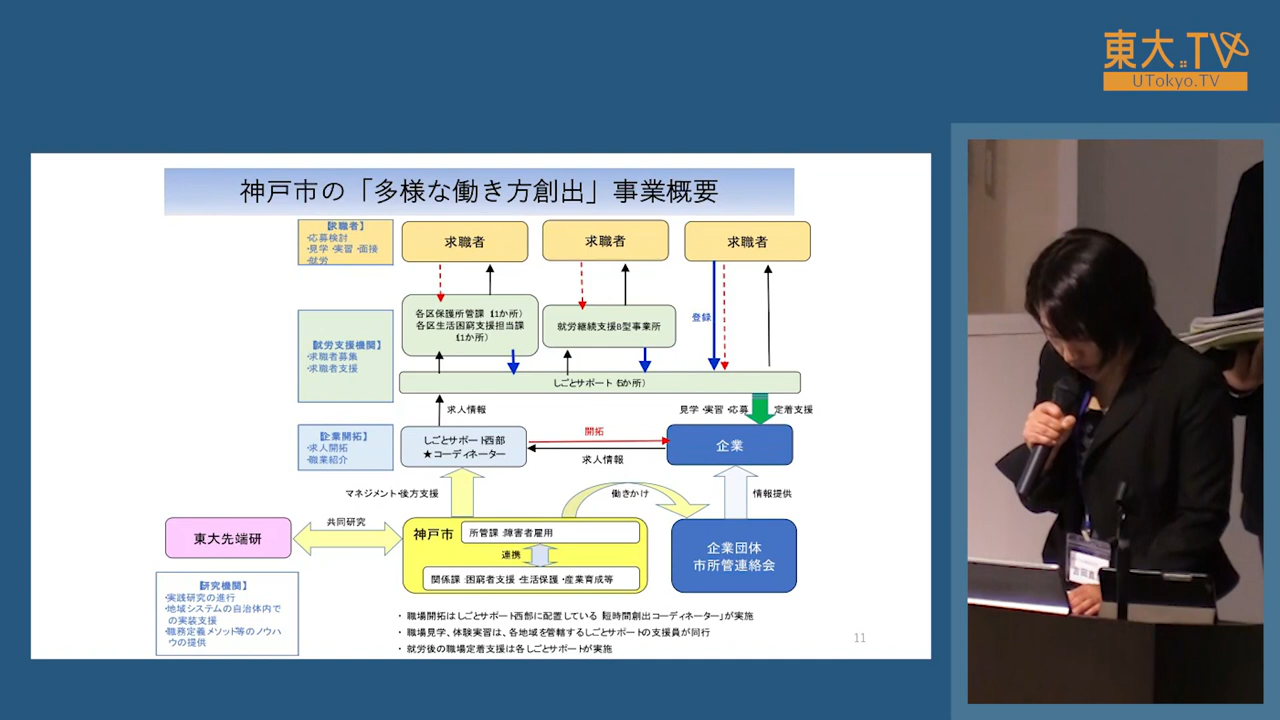 東大.TV
UTokyo.TV
神戸市の「多様な働き方創出」事業概要
【求職者】
・応募検討
・見学・実習・面接
・就労
求職者
求職者
求職者
【就労支援機関】
・求職者募集
・求職者支援
各区保護所管課（11か所）
各区生活困窮支援担当課
（11か所）
就労継続支援B型事業所
登録
しごとサポート（5か所）
求人情報
見学・実習・応募
定着支援
【企業開拓】
・求人開拓
・職業紹介
しごとサポート西部
★コーディネーター
開拓
求人情報
企業
マネジメント・後方支援
働きかけ
情報提供
東大先端研
共同研究
神戸市
所管課：障害者雇用
連携
関係課：困窮者支援・生活保護・産業育成等
企業団体
市所管連絡会
【研究機関】
・実践研究の進行
・地域システムの自治体内で
の実装支援
・職務定義メソット等のノウハ
ウの提供
・ 職場開拓はしごとサポート西部に配置している「短時間創出コーディネーター」が実施
・ 職場見学、体験実習は、各地域を管轄するしごとサポートの支援員が同行
・ 就労後の職場定着支援は各しごとサポートが実施
11